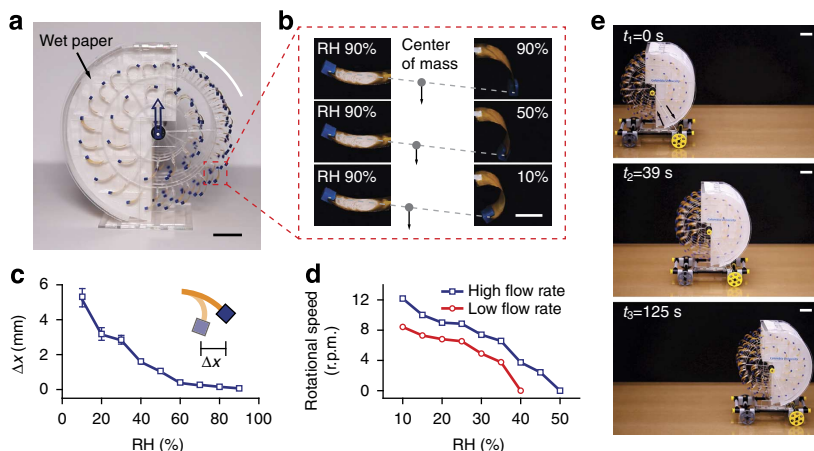 a
Wet paper
b
RH 90%
Center
of mass
90%
RH 90%
50%
RH 90%
10%
c
Δx (mm)
6
4
2
0
0
20
40
60
80
100
RH (%)
Δx
d
Rotational speed
(r.p.m.)
12
8
4
0
10
20
30
40
50
RH (%)
High flow rate
Low flow rate
e
t1=0 s
t2=39 s
t3=125 s